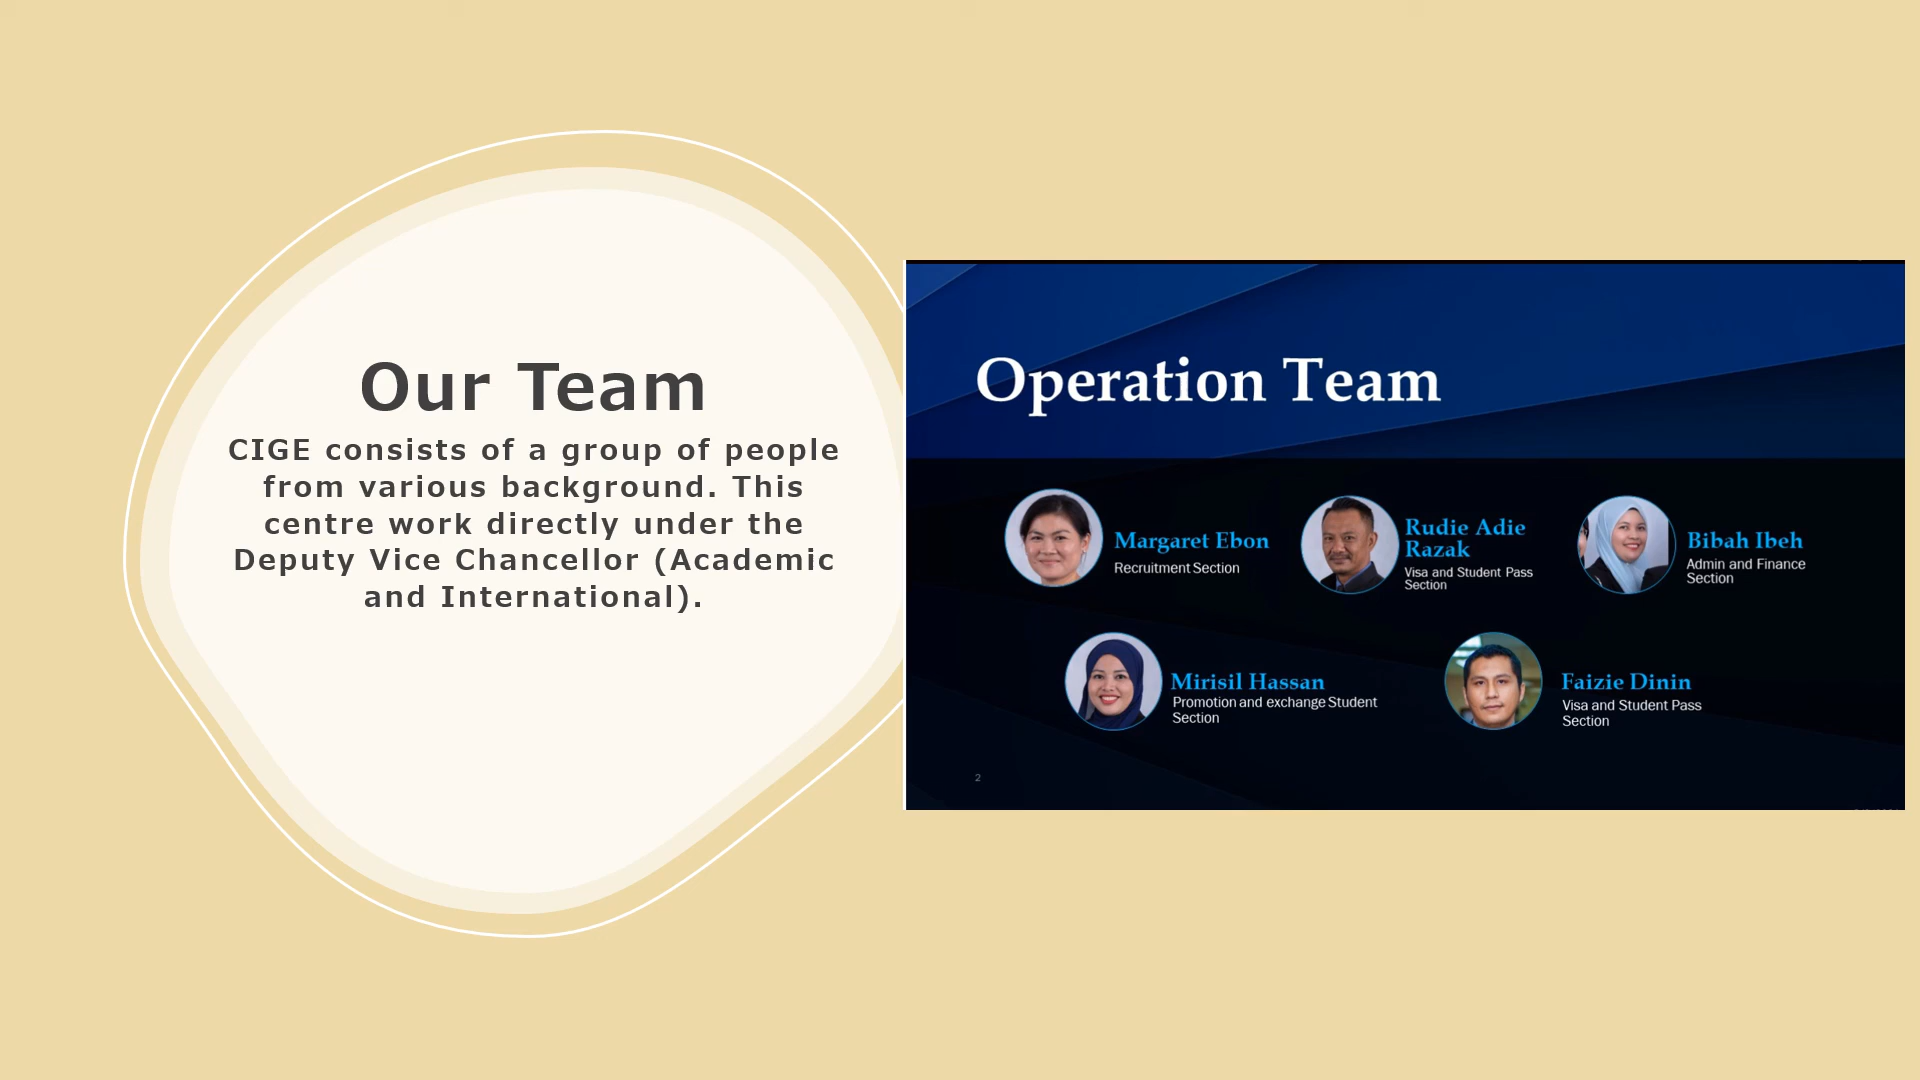 Our Team
CIGE consists of a group of people
from various background. This
centre work directly under the
Deputy Vice Chancellor (Academic
and International).
Operation Team
Margaret Ebon
Recruitment Section
Rudie Adie
Razak
Visa and Student Pass
Section
Bibah Ibeh
Admin and Finance
Section
Mirisil Hassan
Promotion and exchange Student
Section
Faizie Dinin
Visa and Student Pass
Section
2